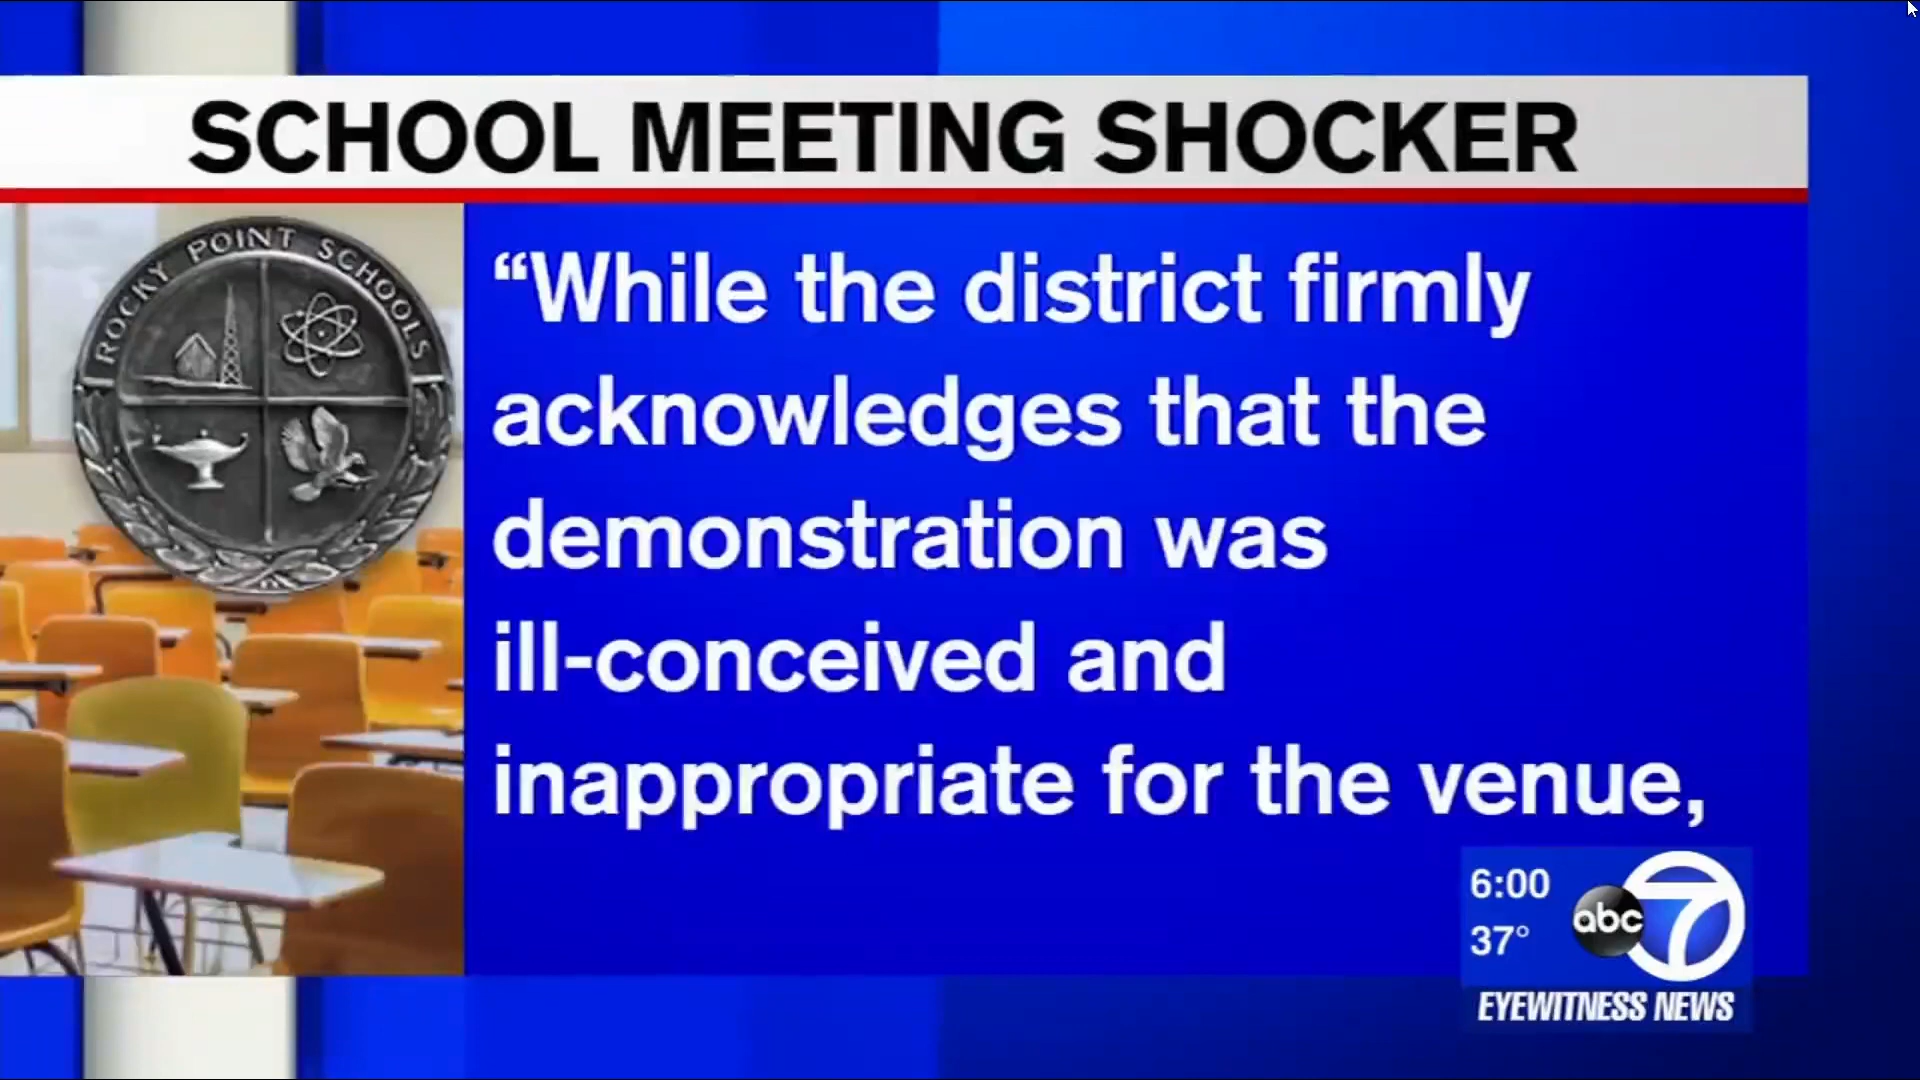 SCHOOL MEETING SHOCKER
ROCKY POINT SCHOOLS
“While the district firmly
acknowledges that the
demonstration was
ill-conceived and
inappropriate for the venue,
6:00
37°
abc 7
EYEWITNESS NEWS